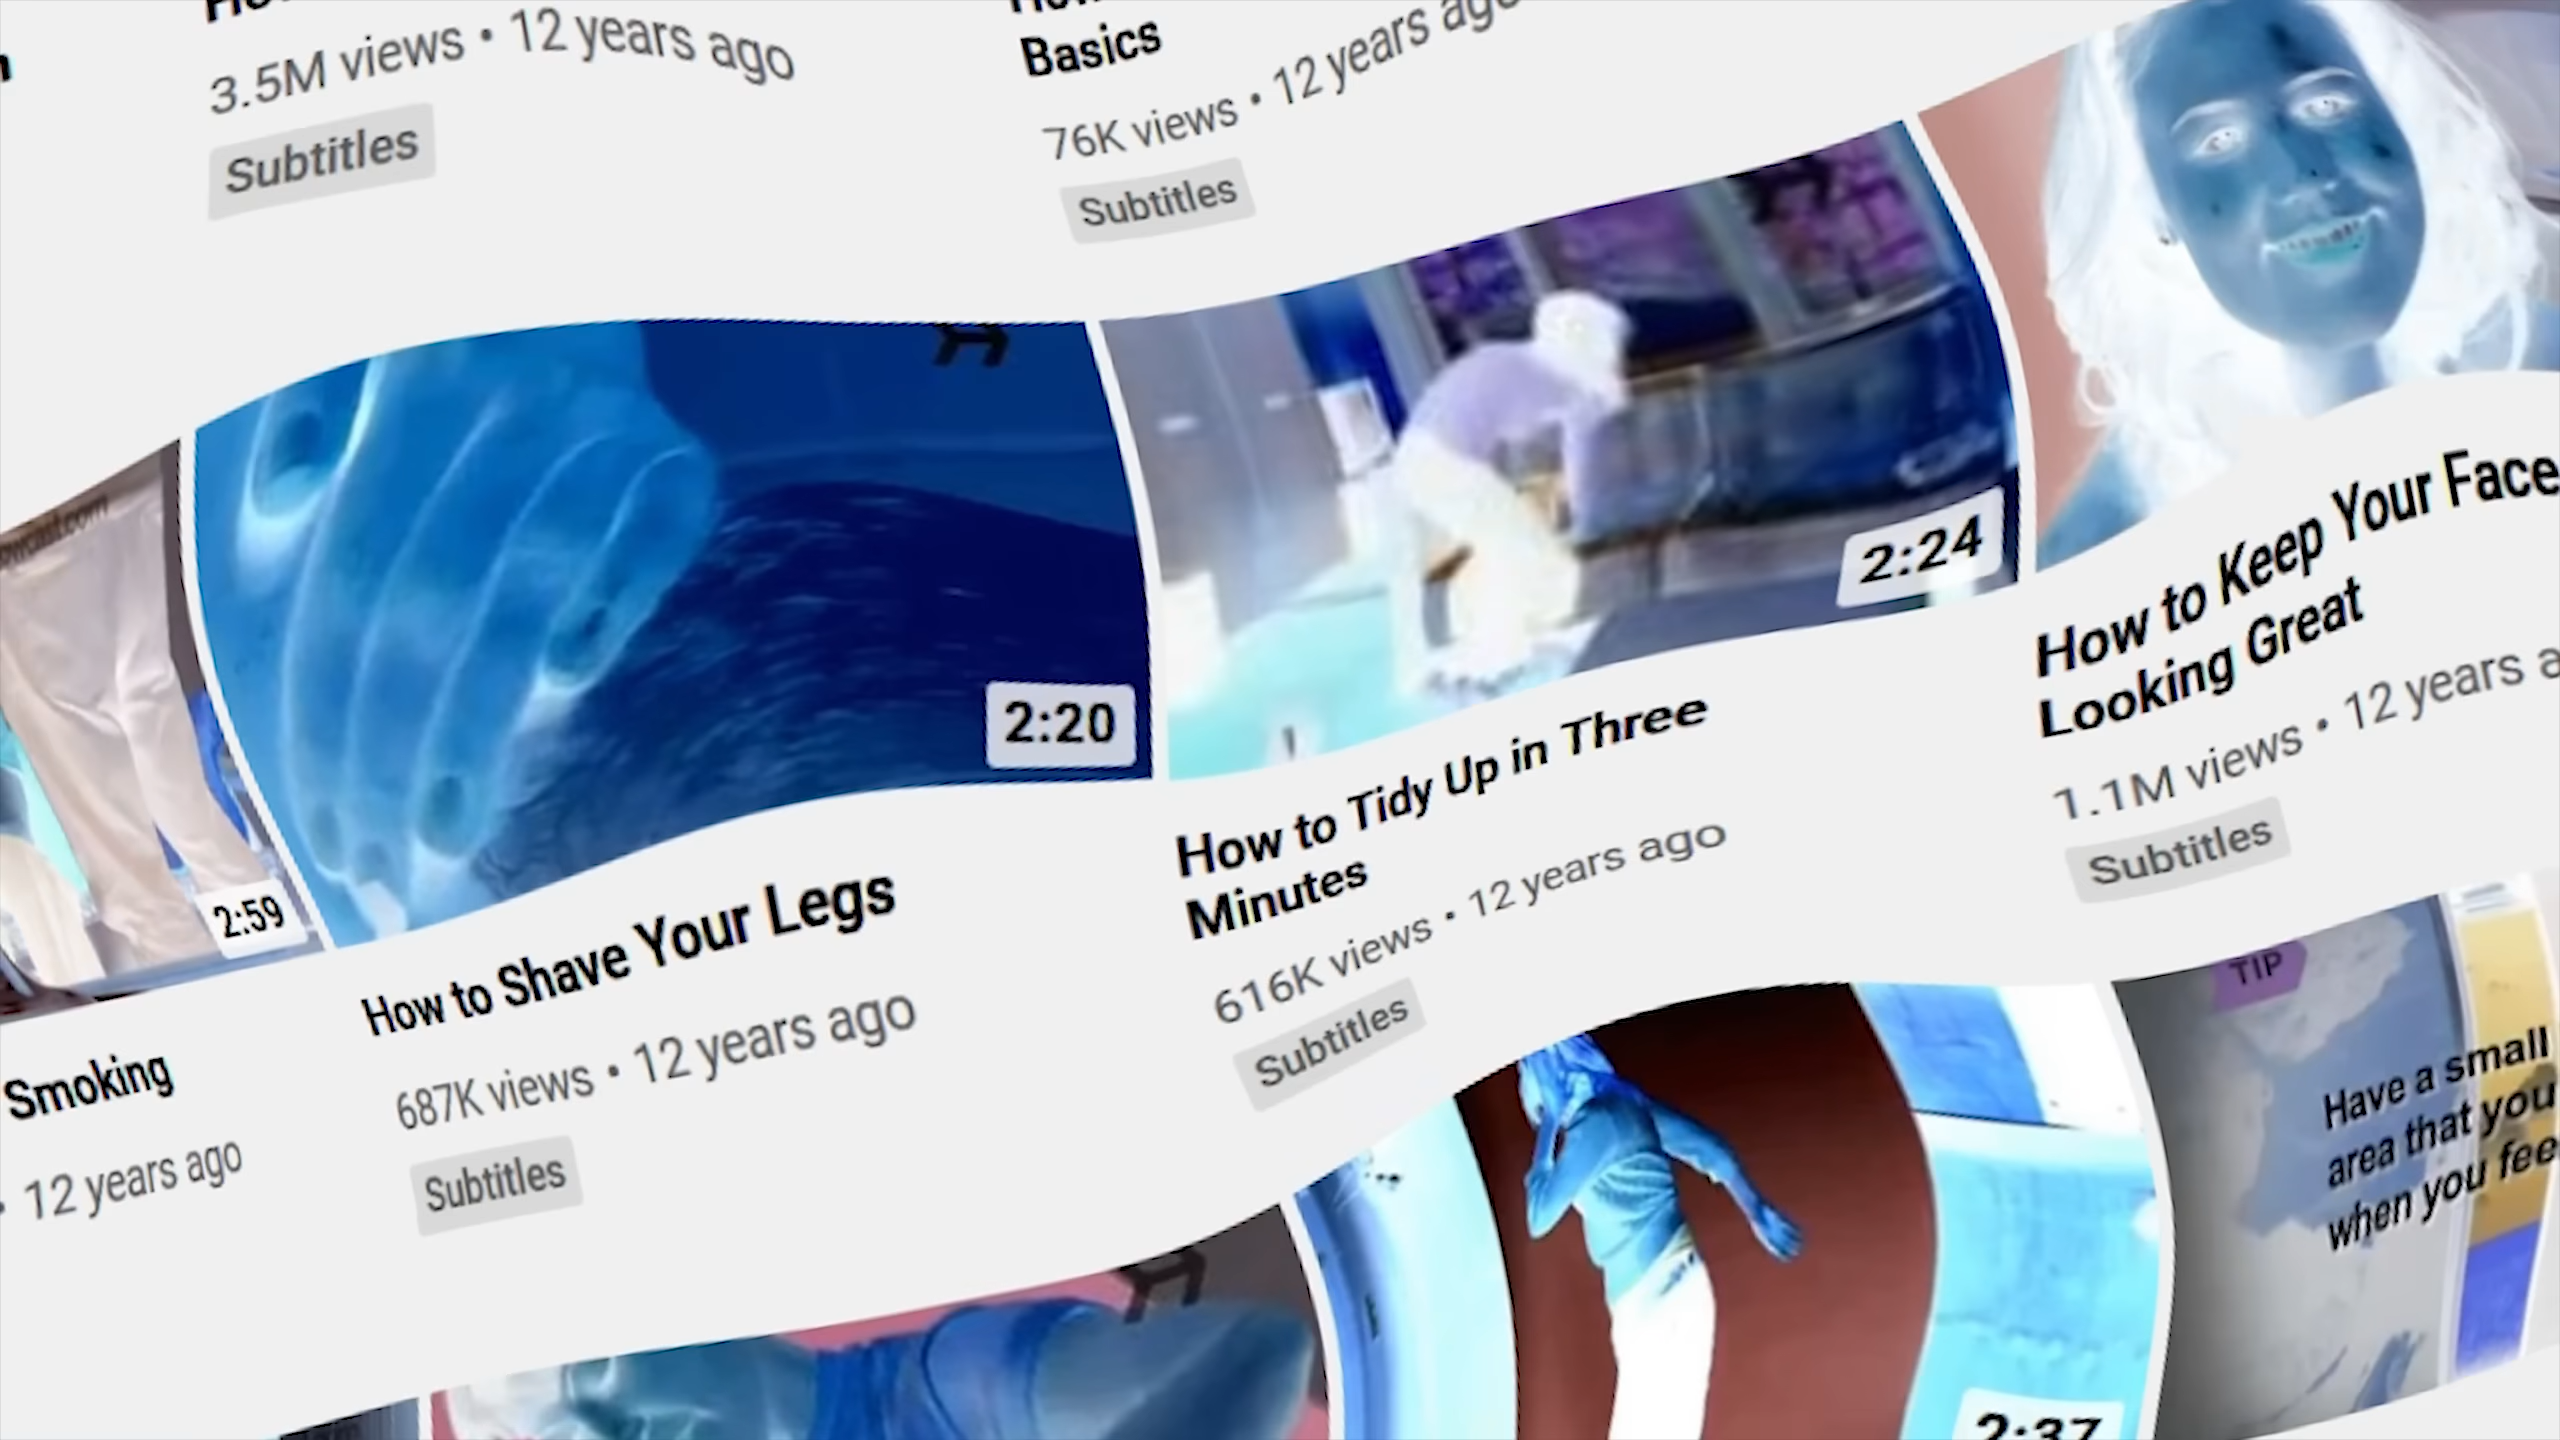 3.5M views • 12 years ago
Subtitles
Basics
76K views • 12 years ago
Subtitles
2:59
Smoking
12 years ago
2:20
How to Shave Your Legs
687K views • 12 years ago
Subtitles
2:24
How to Tidy Up in Three
Minutes
616K views • 12 years ago
Subtitles
How to Keep Your Face
Looking Great
1.1M views • 12 years a
Subtitles
2:37
TIP
Have a small
area that you
when you fee